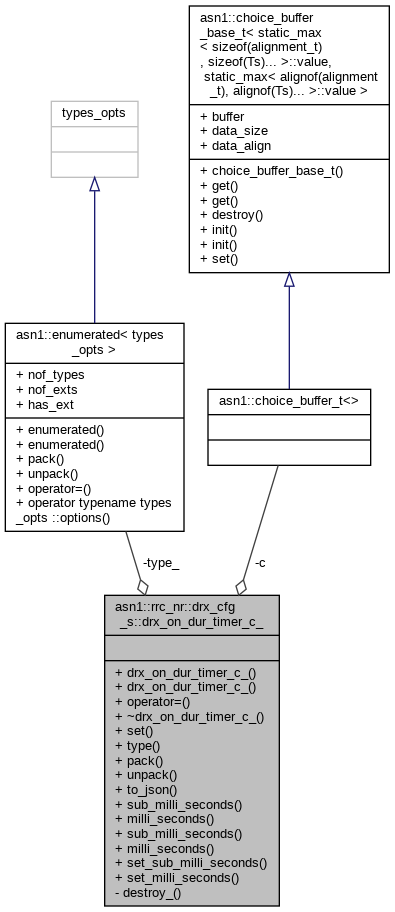 asn1::choice_buffer
_base_t< static_max
< sizeof(alignment_t)
, sizeof(Ts)... >::value,
static_max< alignof(alignment
_t), alignof(Ts)... >::value >
+ buffer
+ data_size
+ data_align
+ choice_buffer_base_t()
+ get()
+ get()
+ destroy()
+ init()
+ init()
+ set()
types_opts
asn1::enumerated< types
_opts >
+ nof_types
+ nof_exts
+ has_ext
+ enumerated()
+ enumerated()
+ pack()
+ unpack()
+ operator=()
+ operator typename types
_opts ::options()
asn1::choice_buffer_t<>
-type_
-c
asn1::rrc_nr::drx_cfg
_s::drx_on_dur_timer_c_
+ drx_on_dur_timer_c_()
+ drx_on_dur_timer_c_()
+ operator=()
+ ~drx_on_dur_timer_c_()
+ set()
+ type()
+ pack()
+ unpack()
+ to_json()
+ sub_milli_seconds()
+ milli_seconds()
+ sub_milli_seconds()
+ milli_seconds()
+ set_sub_milli_seconds()
+ set_milli_seconds()
- destroy_()